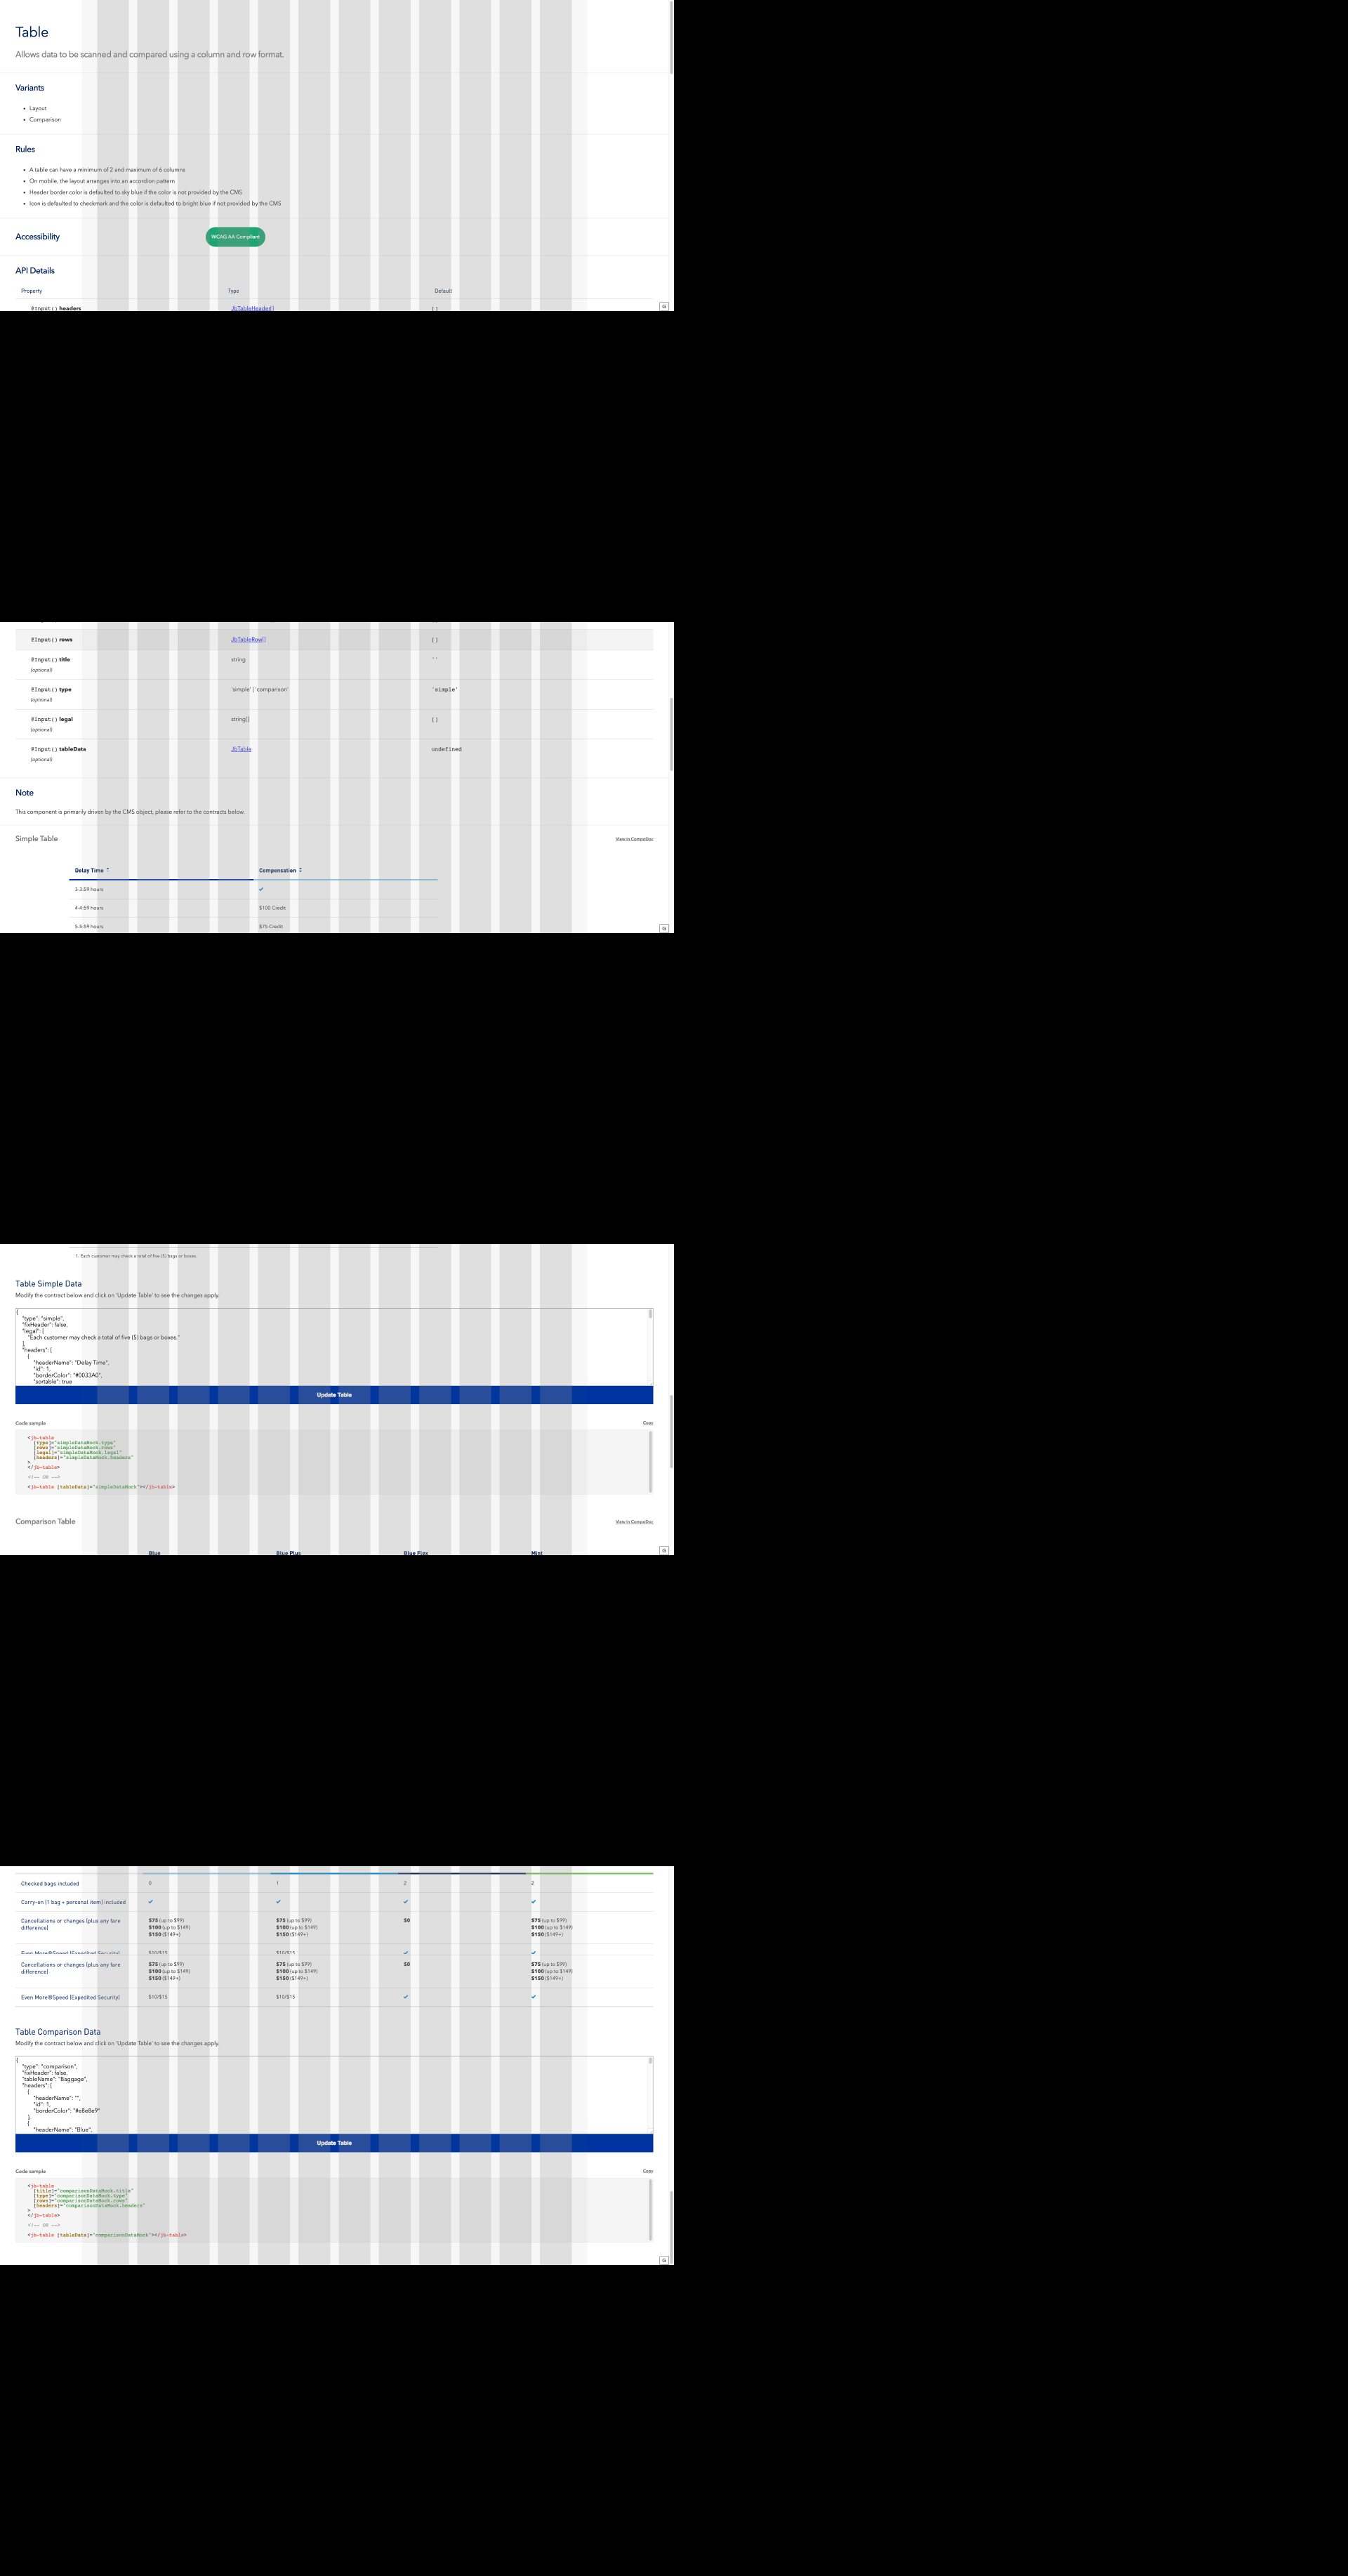 Table
Allows data to be scanned and compared using a column and row format.
Variants
Layout
Comparison
Rules
A table can have a minimum of 2 and maximum of 6 columns
On mobile, the layout arranges into an accordion pattern
Header border color is defaulted to sky blue if the color is not provided by the CMS
Icon is defaulted to checkmark and the color is defaulted to bright blue if not provided by the CMS
Accessibility WCAG AA Compliant
API Details
Property Type Default
@Input() headers JbTableHeader[] []
G
@Input() rows JbTableRow[] []
@Input() title string ''
(optional)
@Input() type 'simple' | 'comparison' 'simple'
(optional)
@Input() legal string[] []
(optional)
@Input() tableData JbTable undefined
(optional)
Note
This component is primarily driven by the CMS object, please refer to the contracts below.
Simple Table View in CompoDoc
Delay Time Compensation
3-3:59 hours
4-4:59 hours $100 Credit
5-5:59 hours $75 Credit
G
1. Each customer may check a total of five (5) bags or boxes
Table Simple Data
Modify the contract below and click on 'Update Table' to see the changes apply.
{
"type": "simple",
"fixHeader": false,
"legal": [
"Each customer may check a total of five (5) bags or boxes."
],
"headers": [
{
"headerName": "Delay Time",
"id": 1,
"borderColor": "#0033A0",
"sortable": true
Update Table
Code sample Copy
<jb-table
[type]="simpleDataMock.type"
[rows]="simpleDataMock.rows"
[legal]="simpleDataMock.legal"
[headers]="simpleDataMock.headers"
>
</jb-table>
<!-- OR -->
<jb-table [tableData]="simpleDataMock"></jb-table>
Comparison Table View in CompoDoc
Blue Blue Plus Blue Flex Mint
G
Checked bags included 0 1 2 2
Carry-on (1 bag + personal item) included
Cancellations or changes (plus any fare $75 (up to $99) $75 (up to $99) $0 $75 (up to $99)
difference) $100 (up to $149) $100 (up to $149) $100 (up to $149)
$150 ($149+) $150 ($149+) $150 ($149+)
Even More®Speed (Expedited Security) $10/$15 $10/$15
Cancellations or changes (plus any fare $75 (up to $99) $75 (up to $99) $0 $75 (up to $99)
difference) $100 (up to $149) $100 (up to $149) $100 (up to $149)
$150 ($149+) $150 ($149+) $150 ($149+)
Even More®Speed (Expedited Security) $10/$15 $10/$15
Table Comparison Data
Modify the contract below and click on 'Update Table' to see the changes apply.
{
"type": "comparison",
"fixHeader": false,
"tableName": "Baggage",
"headers": [
{
"headerName": "",
"id": 1,
"borderColor": "#e8e8e9"
},
{
"headerName": "Blue",
Update Table
Code sample Copy
<jb-table
[title]="comparisonDataMock.title"
[type]="comparisonDataMock.type"
[rows]="comparisonDataMock.rows"
[headers]="comparisonDataMock.headers"
>
</jb-table>
<!-- OR -->
<jb-table [tableData]="comparisonDataMock"></jb-table>
G